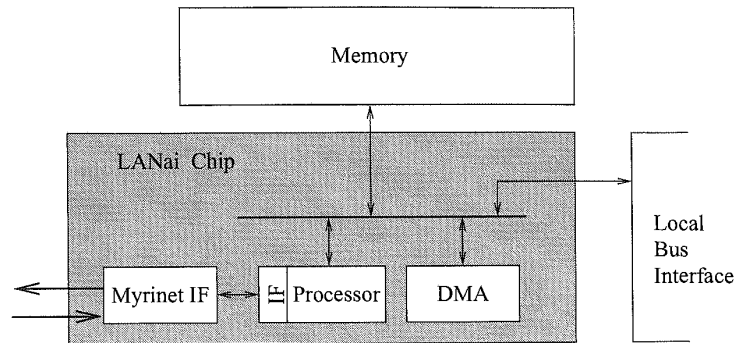 Memory
LANai Chip
Local
Bus
Interface
Myrinet IF
IF
Processor
DMA